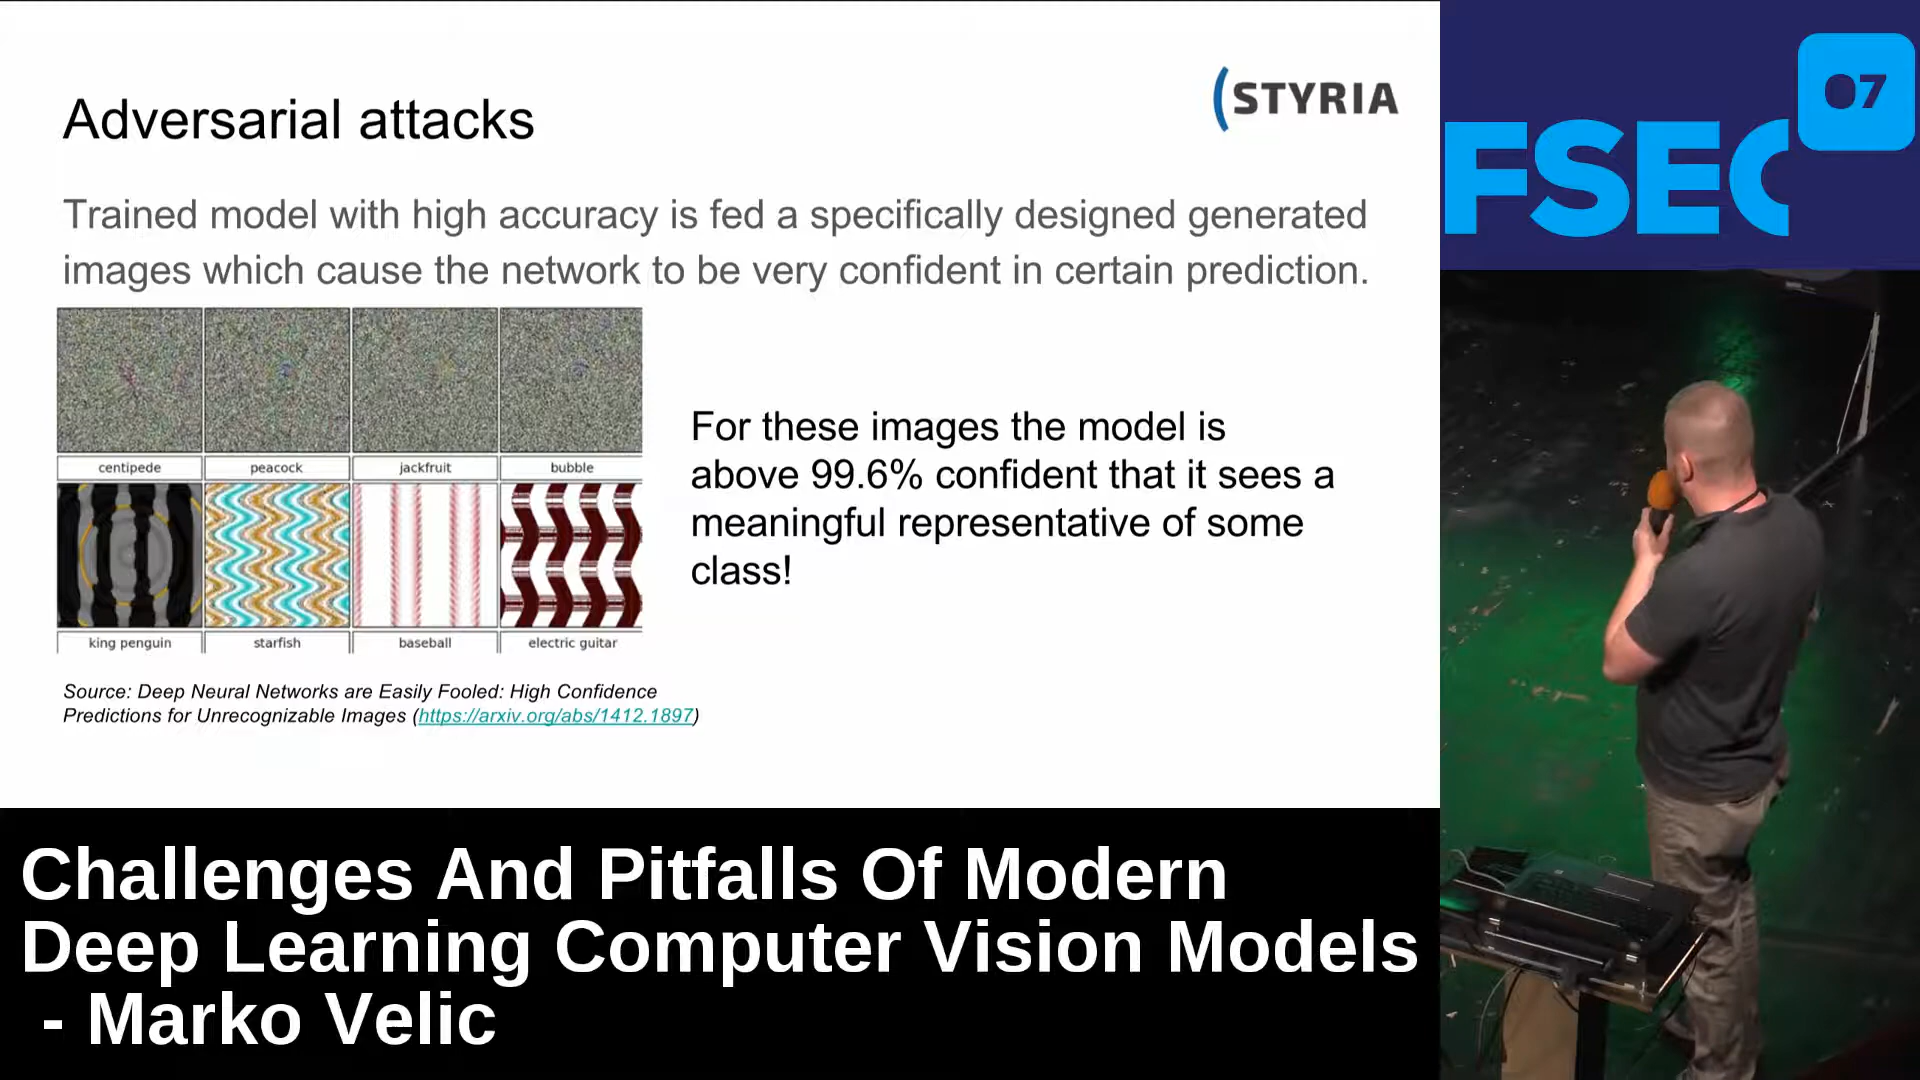 Adversarial attacks
STYRIA
Trained model with high accuracy is fed a specifically designed generated
images which cause the network to be very confident in certain prediction.
centipede
peacock
jackfruit
bubble
king penguin
starfish
baseball
electric guitar
For these images the model is
above 99.6% confident that it sees a
meaningful representative of some
class!
Source: Deep Neural Networks are Easily Fooled: High Confidence
Predictions for Unrecognizable Images (https://arxiv.org/abs/1412.1897)
07
FSEC
Challenges And Pitfalls Of Modern
Deep Learning Computer Vision Models
- Marko Velic